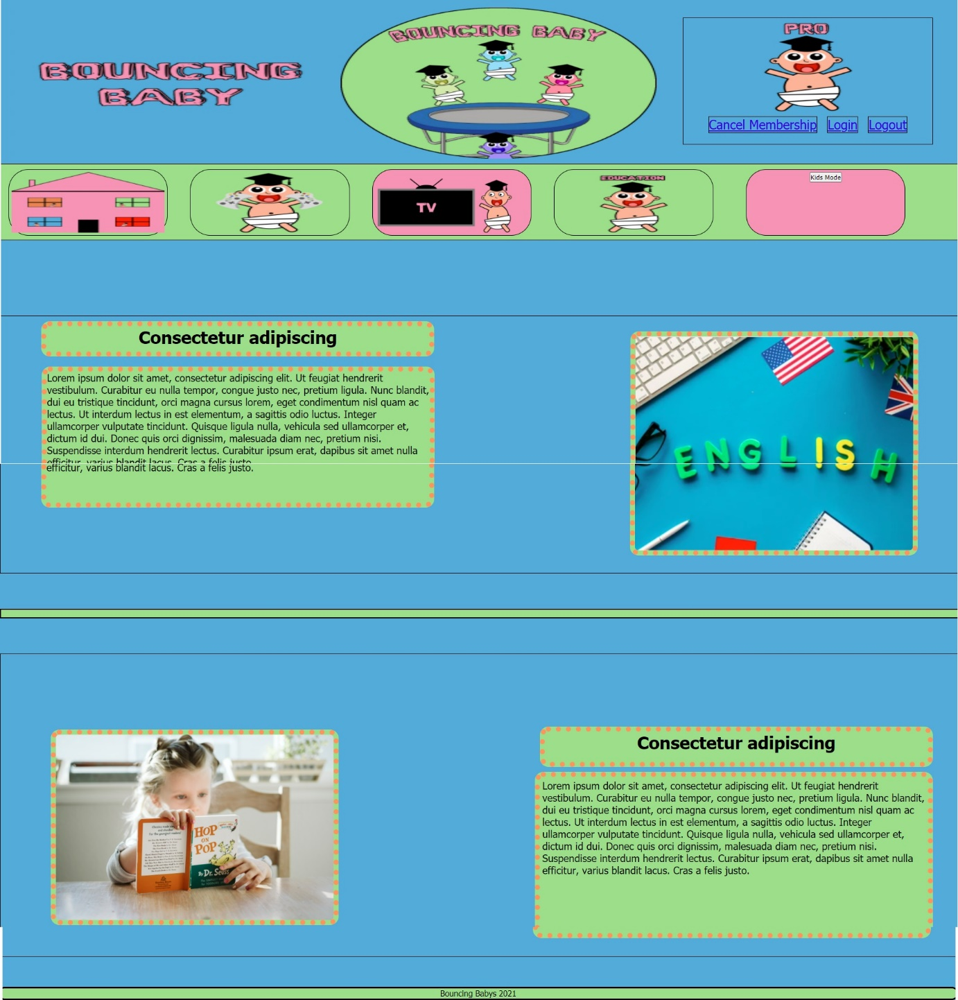 BOUNCING
BABY
BOUNCING BABY
PRO
Cancel Membership Login Logout
TV
EDUCATION
Kids Mode
Consectetur adipiscing
Lorem ipsum dolor sit amet, consectetur adipiscing elit. Ut feugiat hendrerit
vestibulum. Curabitur eu nulla tempor, congue justo nec, pretium ligula. Nunc blandit,
dui eu tristique tincidunt, orci magna cursus lorem, eget condimentum nisl quam ac
lectus. Ut interdum lectus in est elementum, a sagittis odio luctus. Integer
ullamcorper vulputate tincidunt. Quisque ligula nulla, vehicula sed ullamcorper et,
dictum id dui. Donec quis orci dignissim, malesuada diam nec, pretium nisi.
Suspendisse interdum hendrerit lectus. Curabitur ipsum erat, dapibus sit amet nulla
efficitur, varius blandit lacus. Cras a felis justo.
ENGLISH
HOP
ON
POP
By Dr. Seuss
Consectetur adipiscing
Lorem ipsum dolor sit amet, consectetur adipiscing elit. Ut feugiat hendrerit
vestibulum. Curabitur eu nulla tempor, congue justo nec, pretium ligula. Nunc blandit,
dui eu tristique tincidunt, orci magna cursus lorem, eget condimentum nisl quam ac
lectus. Ut interdum lectus in est elementum, a sagittis odio luctus. Integer
ullamcorper vulputate tincidunt. Quisque ligula nulla, vehicula sed ullamcorper et,
dictum id dui. Donec quis orci dignissim, malesuada diam nec, pretium nisi.
Suspendisse interdum hendrerit lectus. Curabitur ipsum erat, dapibus sit amet nulla
efficitur, varius blandit lacus. Cras a felis justo.
Bouncing Babys 2021